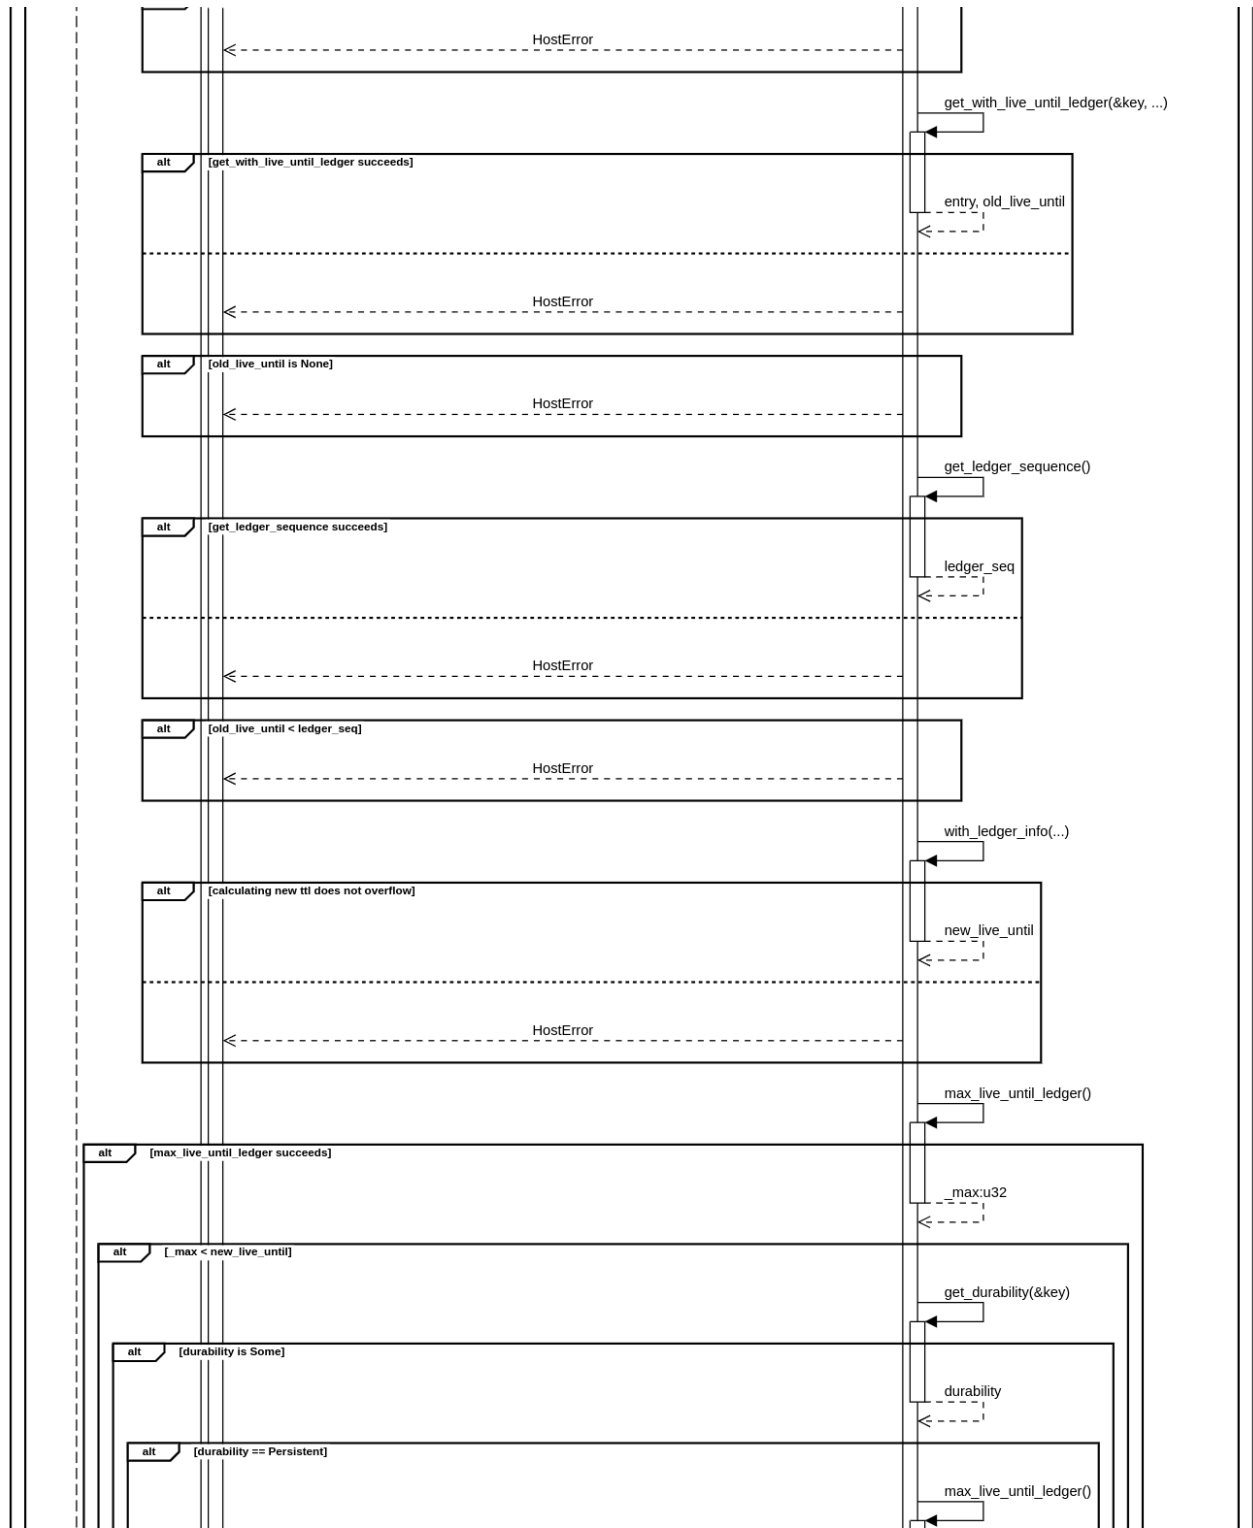 HostError
get_with_live_until_ledger(&key, ...)
alt [get_with_live_until_ledger succeeds]
entry, old_live_until
HostError
alt [old_live_until is None]
HostError
get_ledger_sequence()
alt [get_ledger_sequence succeeds]
ledger_seq
HostError
alt [old_live_until < ledger_seq]
HostError
with_ledger_info(...)
alt [calculating new ttl does not overflow]
new_live_until
HostError
max_live_until_ledger()
alt [max_live_until_ledger succeeds]
_max:u32
alt [_max < new_live_until]
get_durability(&key)
alt [durability is Some]
durability
alt [durability == Persistent]
max_live_until_ledger()